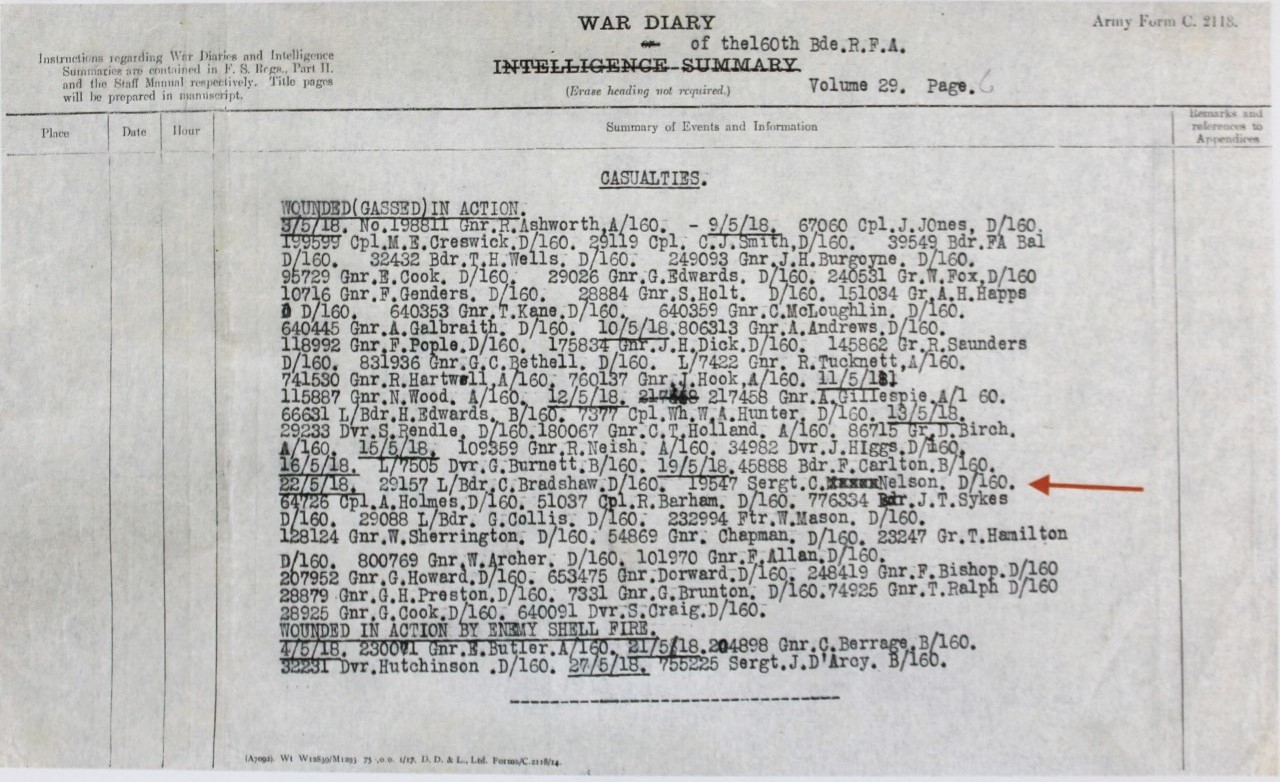 WAR DIARY
Army Form C. 2118.
or of the160th Bde.R.F.A.
INTELLIGENCE SUMMARY.
(Erase heading not required.)
Volume 29. Page.6
Instructions regarding War Diaries and Intelligence
Summaries are contained in F. S. Regs., Part II.
and the Staff Manual respectively. Title pages
will be prepared in manuscript.
Place
Date
Hour
Summary of Events and Information
Remarks and
references to
Appendices
CASUALTIES.
WOUNDED(GASSED)IN ACTION.
3/5/18. No.198811 Gnr.R.Ashworth,A/160. - 9/5/18. 67060 Cpl.J.JOnes, D/160.
199599 Cpl.M.E.Creswick.D/160. 29119 Cpl. C.J.Smith,D/160. 39549 Bdr.FA Bal
D/160. 32432 Bdr.T.H.Wells. D/160. 249093 Gnr.J.H.Burgoyne. D/160.
95729 Gnr.E.Cook. D/160. 29026 Gnr.G.Edwards. D/160. 240531 Gr.W.Fox,D/160
10716 Gnr.F.Genders. D/160. 28884 Gnr.S.Holt. D/160. 151034 Gr.A.H.Happs
D/160. 640353 Gnr.T.Kane.D/160. 640359 Gnr.C.McLoughlin. D/160.
640445 Gnr.A.Galbraith. D/160. 10/5/18.806313 Gnr.A.Andrews.D/160.
118992 Gnr.F.Pople.D/160. 175834 Gnr.J.H.Dick.D/160. 145862 Gr.R.Saunders
D/160. 831936 Gnr.G.C.Bethell. D/160. L/7422 Gnr. R.Tucknett,A/160.
741530 Gnr.R.Hartwell,A/160. 760137 Gnr.J.Hook,A/160. 11/5/181
115887 Gnr.N.Wood. A/160. 12/5/18. 217458 Gnr.A.Gillespie.A/1 60.
66631 L/Bdr.H.Edwards. B/160. 7377 Cpl.Wh.W.A.Hunter. D/160. 13/5/18.
29233 Dvr.S.Rendle. D/160.180067 Gnr.C.T.Holland. A/160. 86715 Gr.D.Birch.
A/160. 15/5/18. 109359 Gnr.R.Neish. A/160. 34982 Dvr.J.HIggs.D/160.
16/5/18. L/7505 Dvr.G.Burnett.B/160. 19/5/18.45888 Bdr.F.Carlton.B/160.
22/5/18. 29157 L/Bdr.C.Bradshaw.D/160. 19547 Sergt.C.xxxxxNelson. D/160.
64726 Cpl.A.Holmes.D/160. 51037 Cpl.R.Barham. D/160. 776334 Bdr.J.T.Sykes
D/160. 29088 L/Bdr. G.Collis. D/160. 232994 Ftr.W.Mason. D/160.
128124 Gnr.W.Sherrington. D/160. 54869 Gnr. Chapman. D/160. 23247 Gr.T.Hamilton
D/160. 800769 Gnr.W.Archer. D/160. 101970 Gnr.F.Allan.D/160.
207952 Gnr.G.Howard.D/160. 653475 Gnr.Dorward.D/160. 248419 Gnr.F.Bishop.D/160
28879 Gnr.G.H.Preston.D/160. 7331 Gnr.G.Brunton. D/160.74925 Gnr.T.Ralph D/160
28925 Gnr.G.Cook.D/160. 640091 Dvr.S.Craig.D/160.
WOUNDED IN ACTION BY ENEMY SHELL FIRE.
4/5/18. 230071 Gnr.E.Butler.A/160. 21/5/18.204898 Gnr.C.Berrage.B/160.
32231 Dvr.Hutchinson .D/160. 27/5/18. 755225 Sergt.J.D'Arcy. B/160.
D. D. & L., Ltd. Forms/C.2118/14.